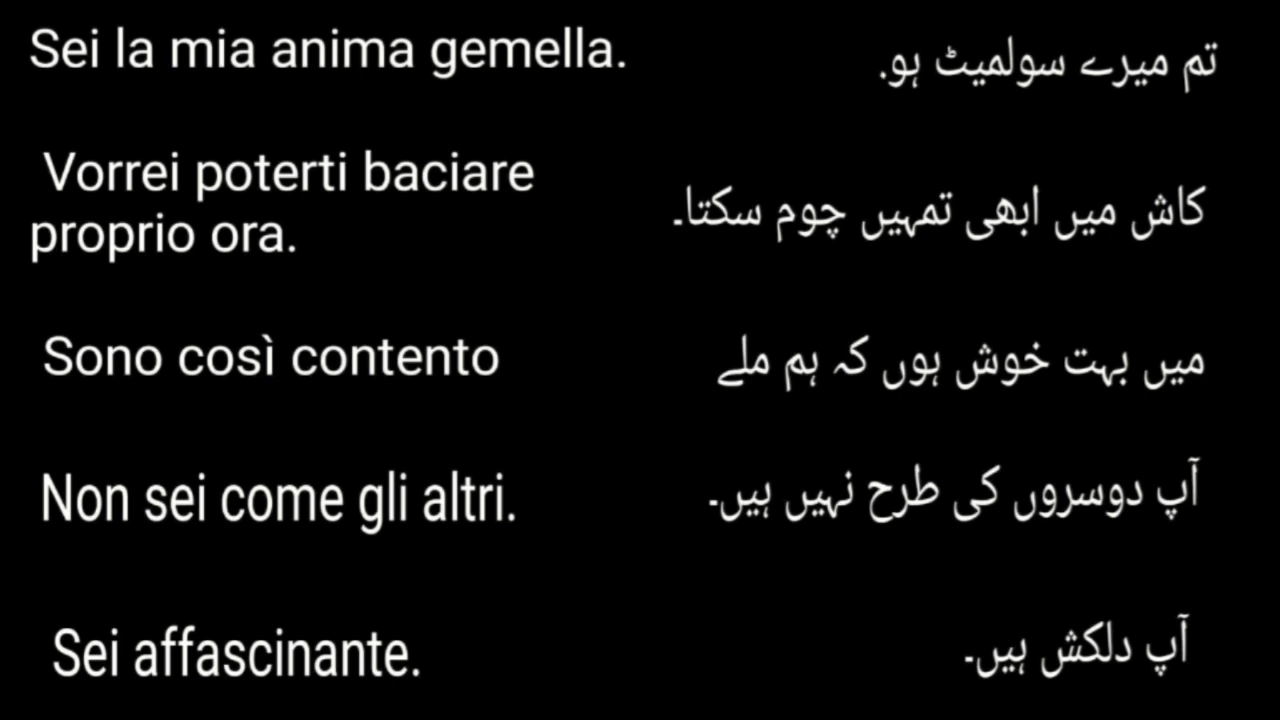 Sei la mia anima gemella.
تم میرے سولمیٹ ہو.
Vorrei poterti baciare
proprio ora.
کاش میں ابھی تمہیں چوم سکتا۔
Sono così contento
میں بہت خوش ہوں کہ ہم ملے
Non sei come gli altri.
آپ دوسروں کی طرح نہیں ہیں۔
Sei affascinante.
آپ دلکش ہیں۔